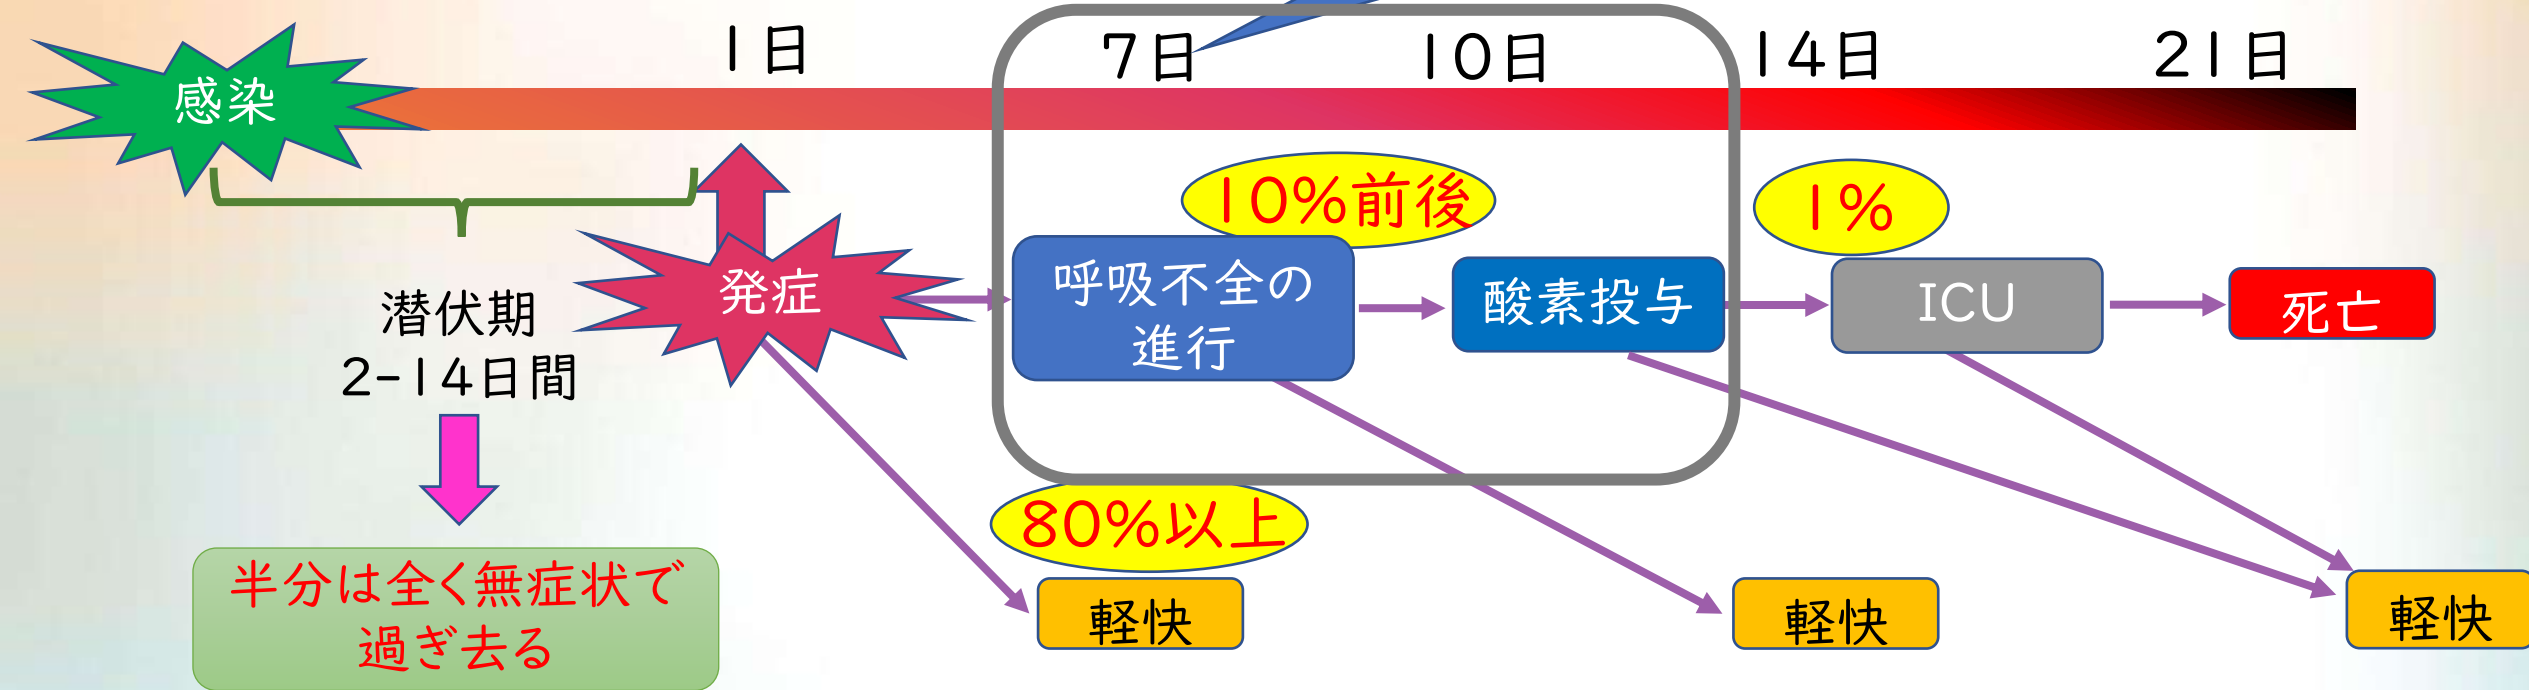 1日
7日
10日
14日
21日
感染
10%前後
1%
発症
呼吸不全の
進行
酸素投与
ICU
死亡
潜伏期
2-14日間
80%以上
半分は全く無症状で
過ぎ去る
軽快
軽快
軽快